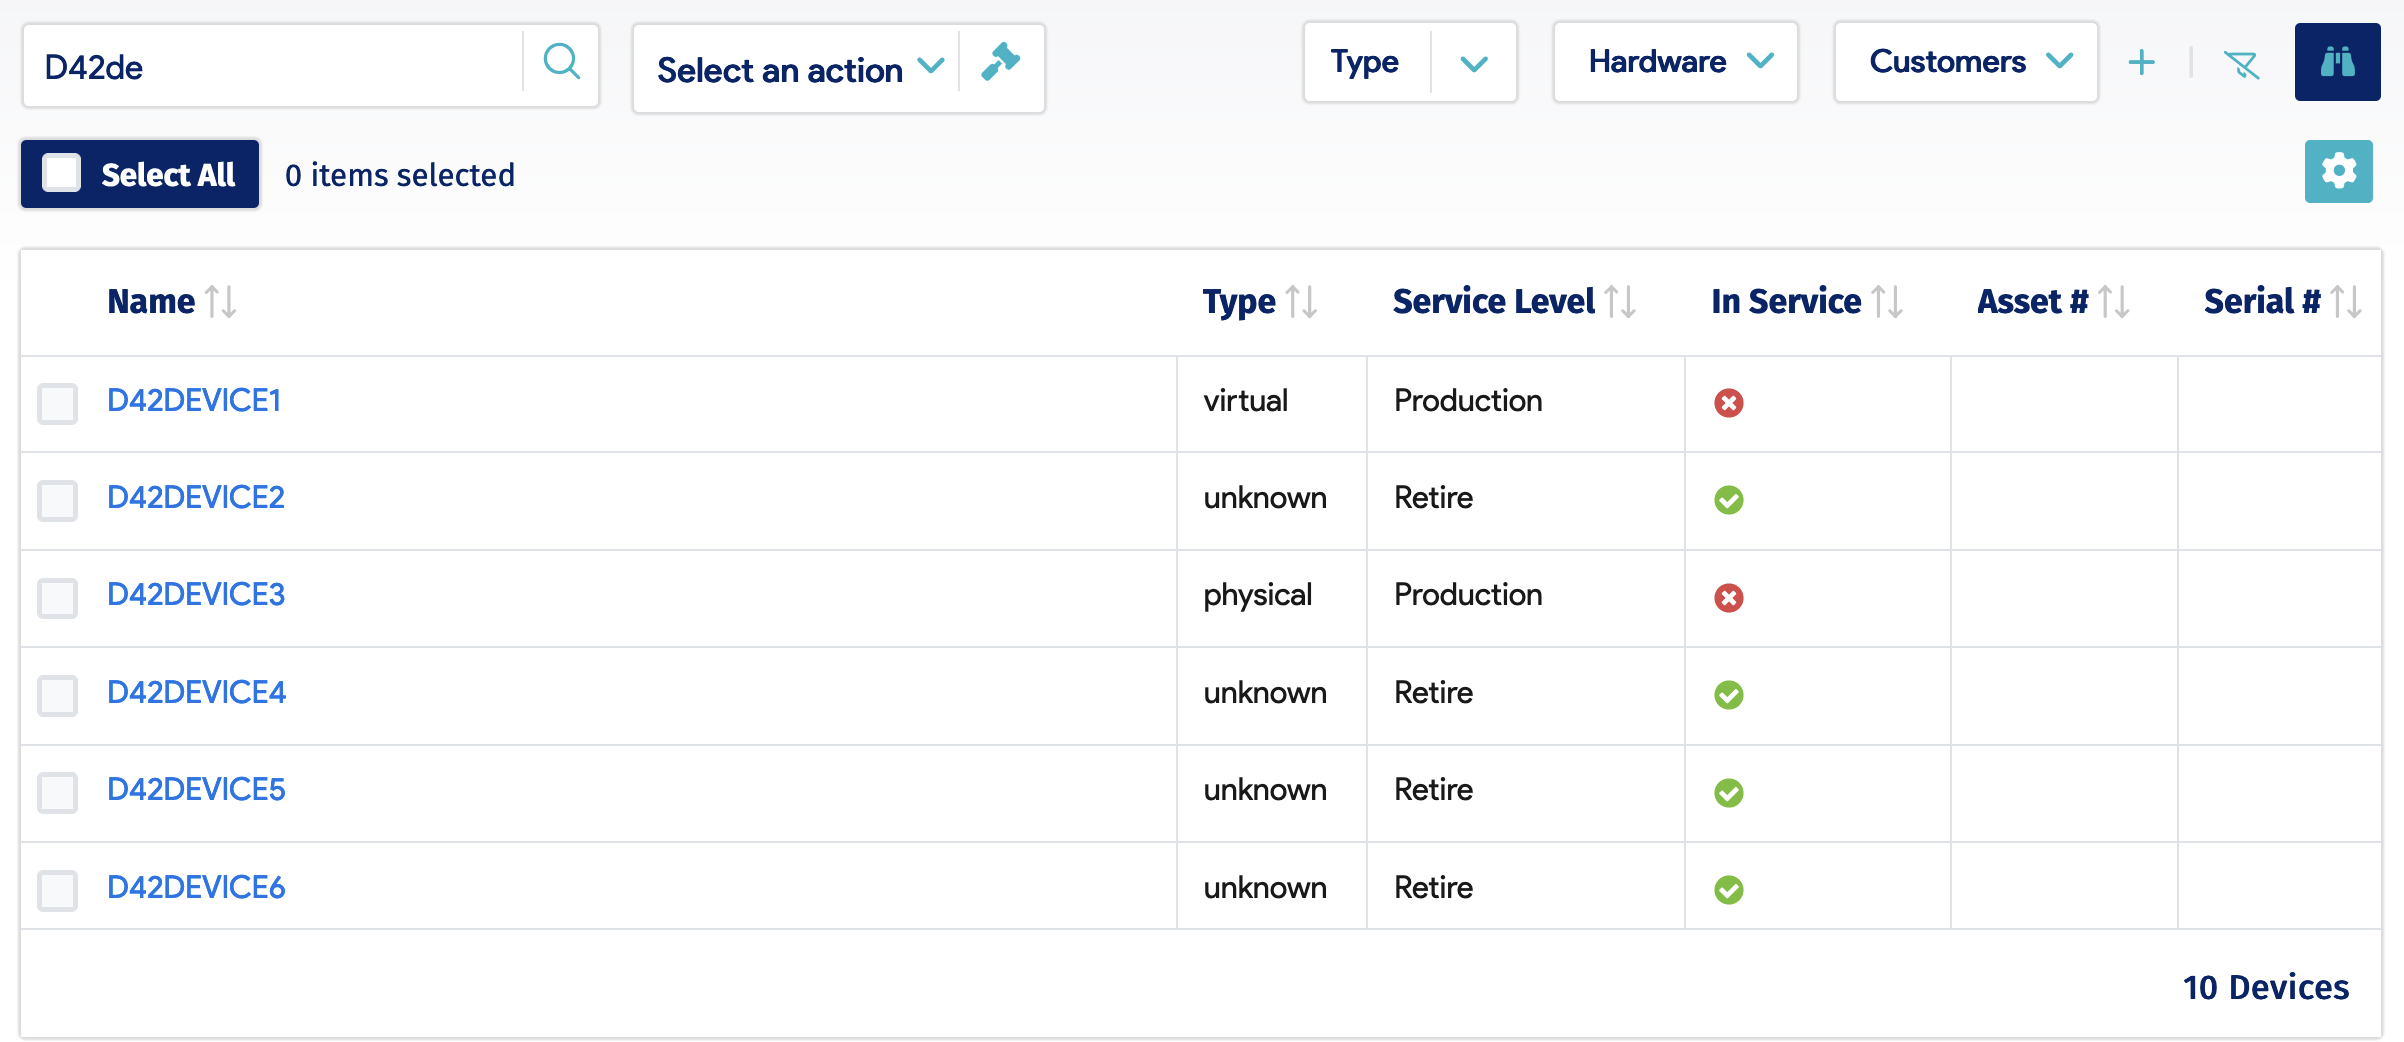 D42de
Select an action
Type
Hardware
Customers
Select All
0 items selected
Name Type Service Level In Service Asset # Serial #
D42DEVICE1 virtual Production
D42DEVICE2 unknown Retire
D42DEVICE3 physical Production
D42DEVICE4 unknown Retire
D42DEVICE5 unknown Retire
D42DEVICE6 unknown Retire
10 Devices